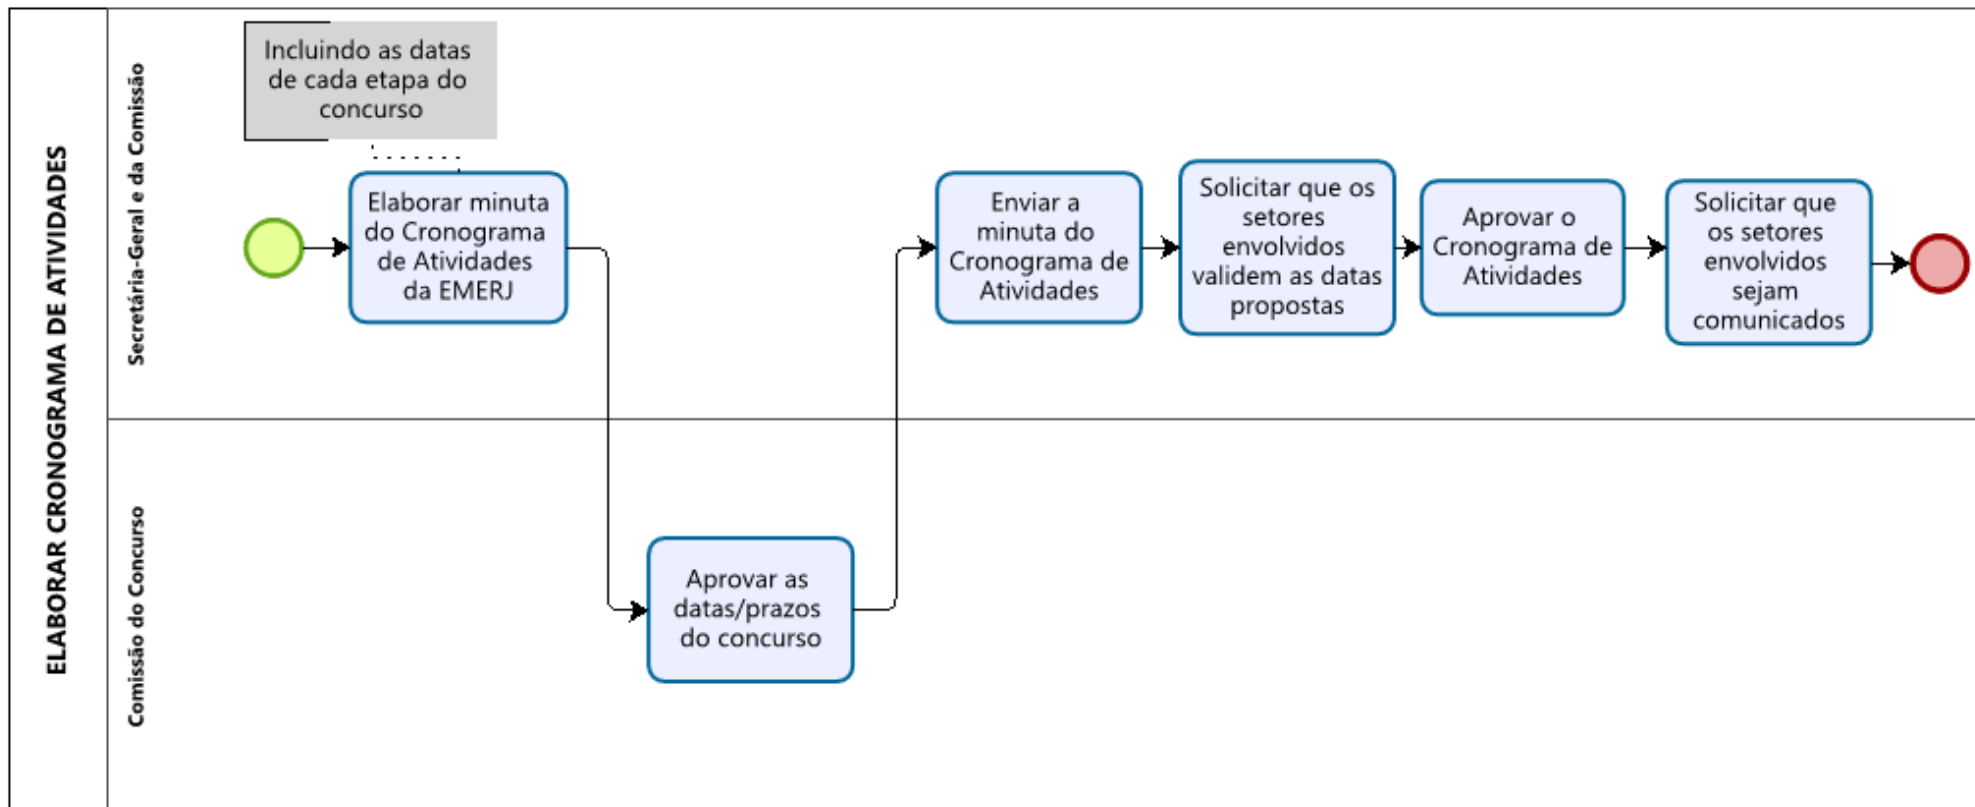 ELABORAR CRONOGRAMA DE ATIVIDADES
Secretária-Geral e da Comissão
Incluindo as datas
de cada etapa do
concurso
Elaborar minuta
do Cronograma
de Atividades
da EMERJ
Enviar a
minuta do
Cronograma de
Atividades
Solicitar que os
setores
envolvidos
validem as datas
propostas
Aprovar o
Cronograma de
Atividades
Solicitar que
os setores
envolvidos
sejam
comunicados
Comissão do Concurso
Aprovar as
datas/prazos
do concurso